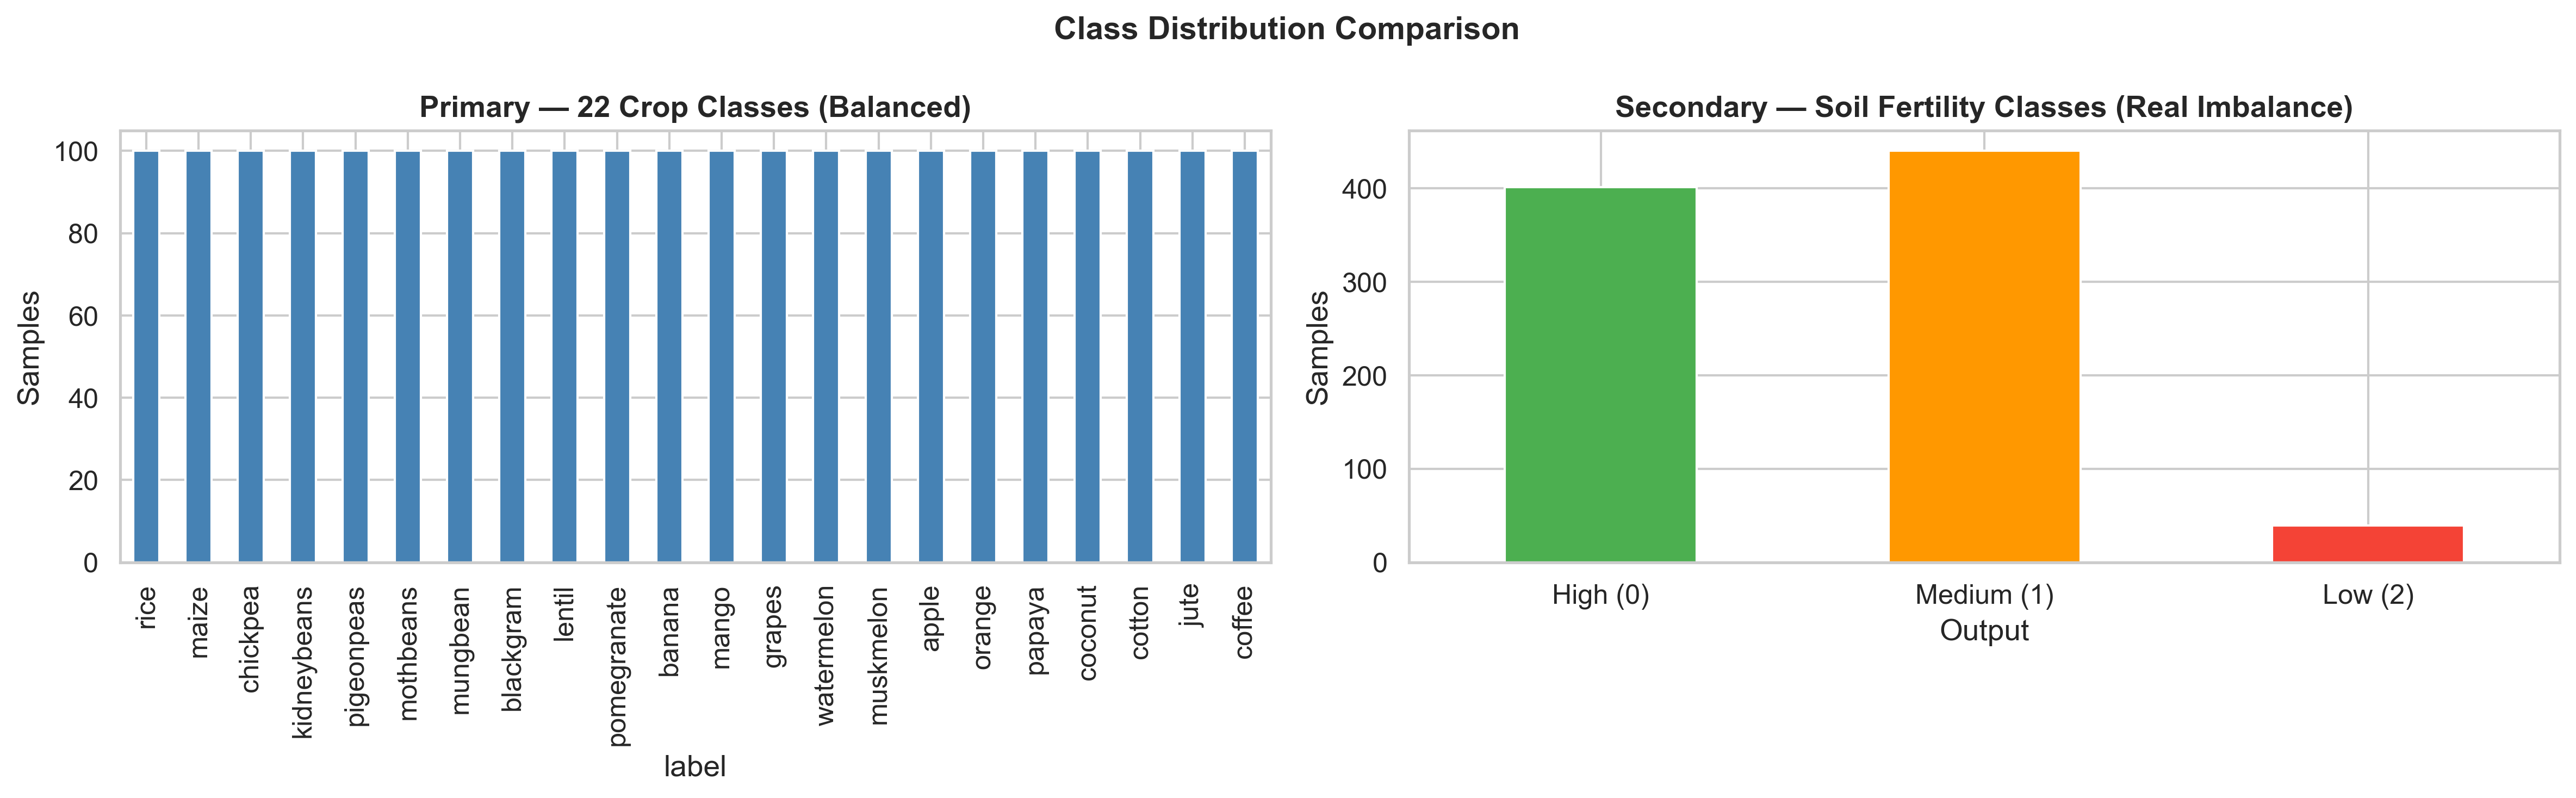 Class Distribution Comparison
Primary — 22 Crop Classes (Balanced)
Samples
100
80
60
40
20
0
rice
maize
chickpea
kidneybeans
pigeonpeas
mothbeans
mungbean
blackgram
lentil
pomegranate
banana
mango
grapes
watermelon
muskmelon
apple
orange
papaya
coconut
cotton
jute
coffee
label
Secondary — Soil Fertility Classes (Real Imbalance)
Samples
400
300
200
100
0
High (0)
Medium (1)
Low (2)
Output